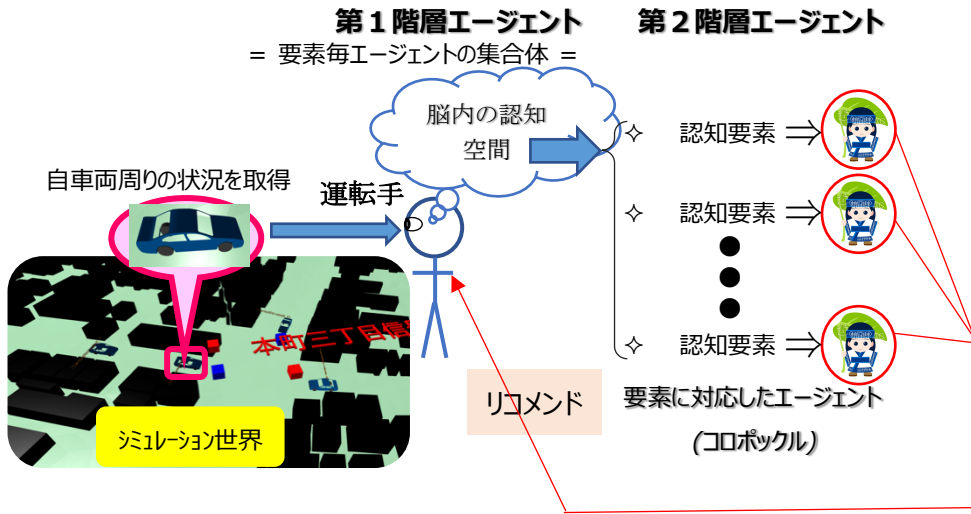 第１階層エージェント
第２階層エージェント
= 要素毎エージェントの集合体 =
脳内の認知
空間
✧ 認知要素 ⇒
✧ 認知要素 ⇒
✧ 認知要素 ⇒
自車両周りの状況を取得
運転手
本町三丁目信
シミュレーション世界
リコメンド
要素に対応したエージェント
(コロポックル)